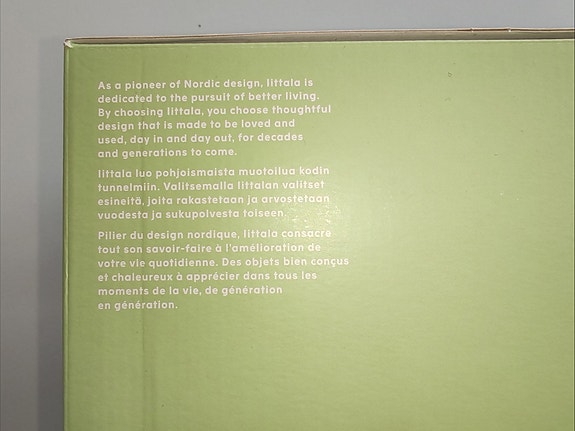 As a pioneer of Nordic design, Iittala is
dedicated to the pursuit of better living.
By choosing Iittala, you choose thoughtful
design that is made to be loved and
used, day in and day out, for decades
and generations to come.
Iittala luo pohjoismaista muotoilua kodin
tunnelmiin. Valitsemalla Iittalan valitset
esineitä, joita rakastetaan ja arvostetaan
vuodesta ja sukupolvesta toiseen.
Pilier du design nordique, Iittala consacre
tout son savoir-faire à l'amélioration de
votre vie quotidienne. Des objets bien conçus
et chaleureux à apprécier dans tous les
moments de la vie, de génération
en génération.